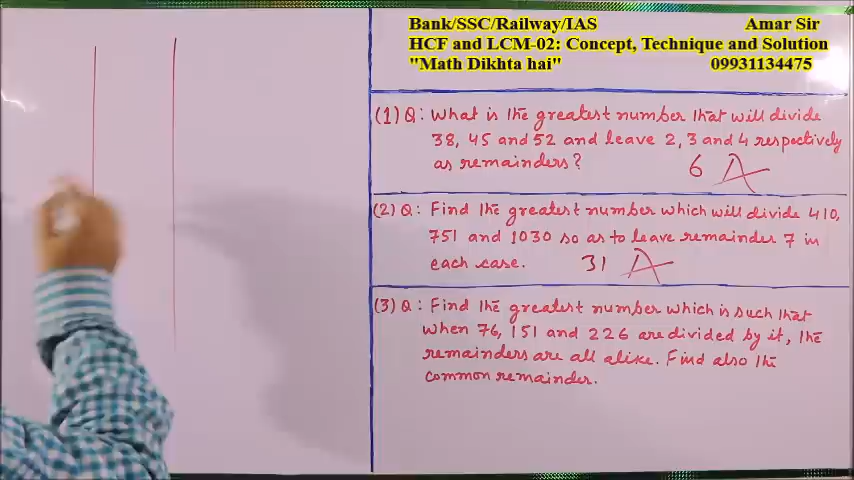 Bank/SSC/Railway/IAS Amar Sir
HCF and LCM-02: Concept, Technique and Solution
"Math Dikhta hai" 09931134475
(1) Q: What is the greatest number that will divide
38, 45 and 52 and leave 2, 3 and 4 respectively
as remainders? 6 A
(2) Q: Find the greatest number which will divide 410,
751 and 1030 so as to leave remainder 7 in
each case. 31 A
(3) Q: Find the greatest number which is such that
when 76, 151 and 226 are divided by it, the
remainders are all alike. Find also the
common remainder.